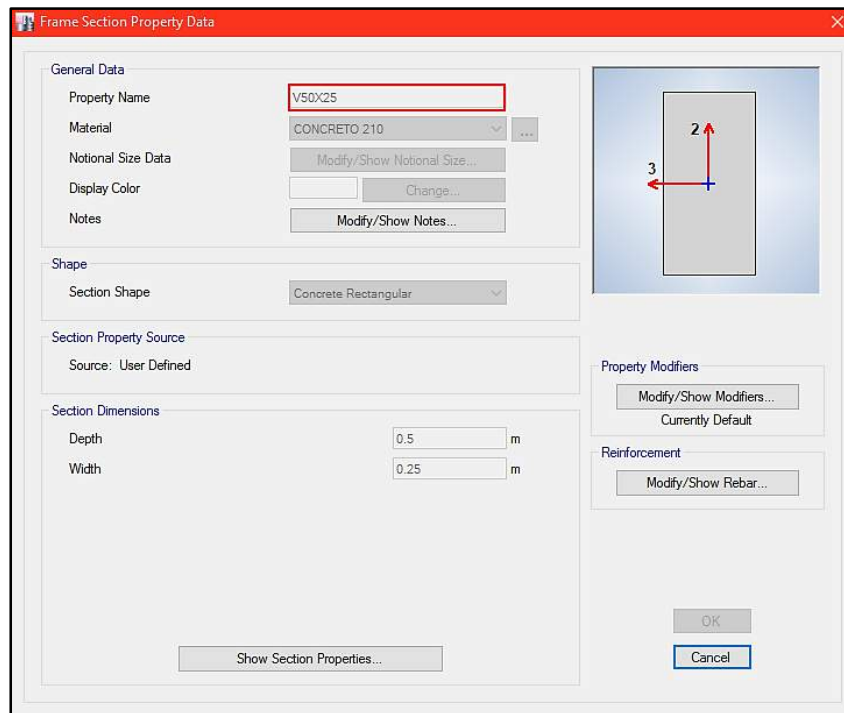 Frame Section Property Data
General Data
Property Name V50X25
Material CONCRETO 210 ...
Notional Size Data Modify/Show Notional Size...
Display Color Change...
Notes Modify/Show Notes...
2
3
Shape
Section Shape Concrete Rectangular
Section Property Source
Source: User Defined
Property Modifiers
Modify/Show Modifiers...
Currently Default
Section Dimensions
Depth 0.5 m
Width 0.25 m
Reinforcement
Modify/Show Rebar...
Show Section Properties...
OK
Cancel